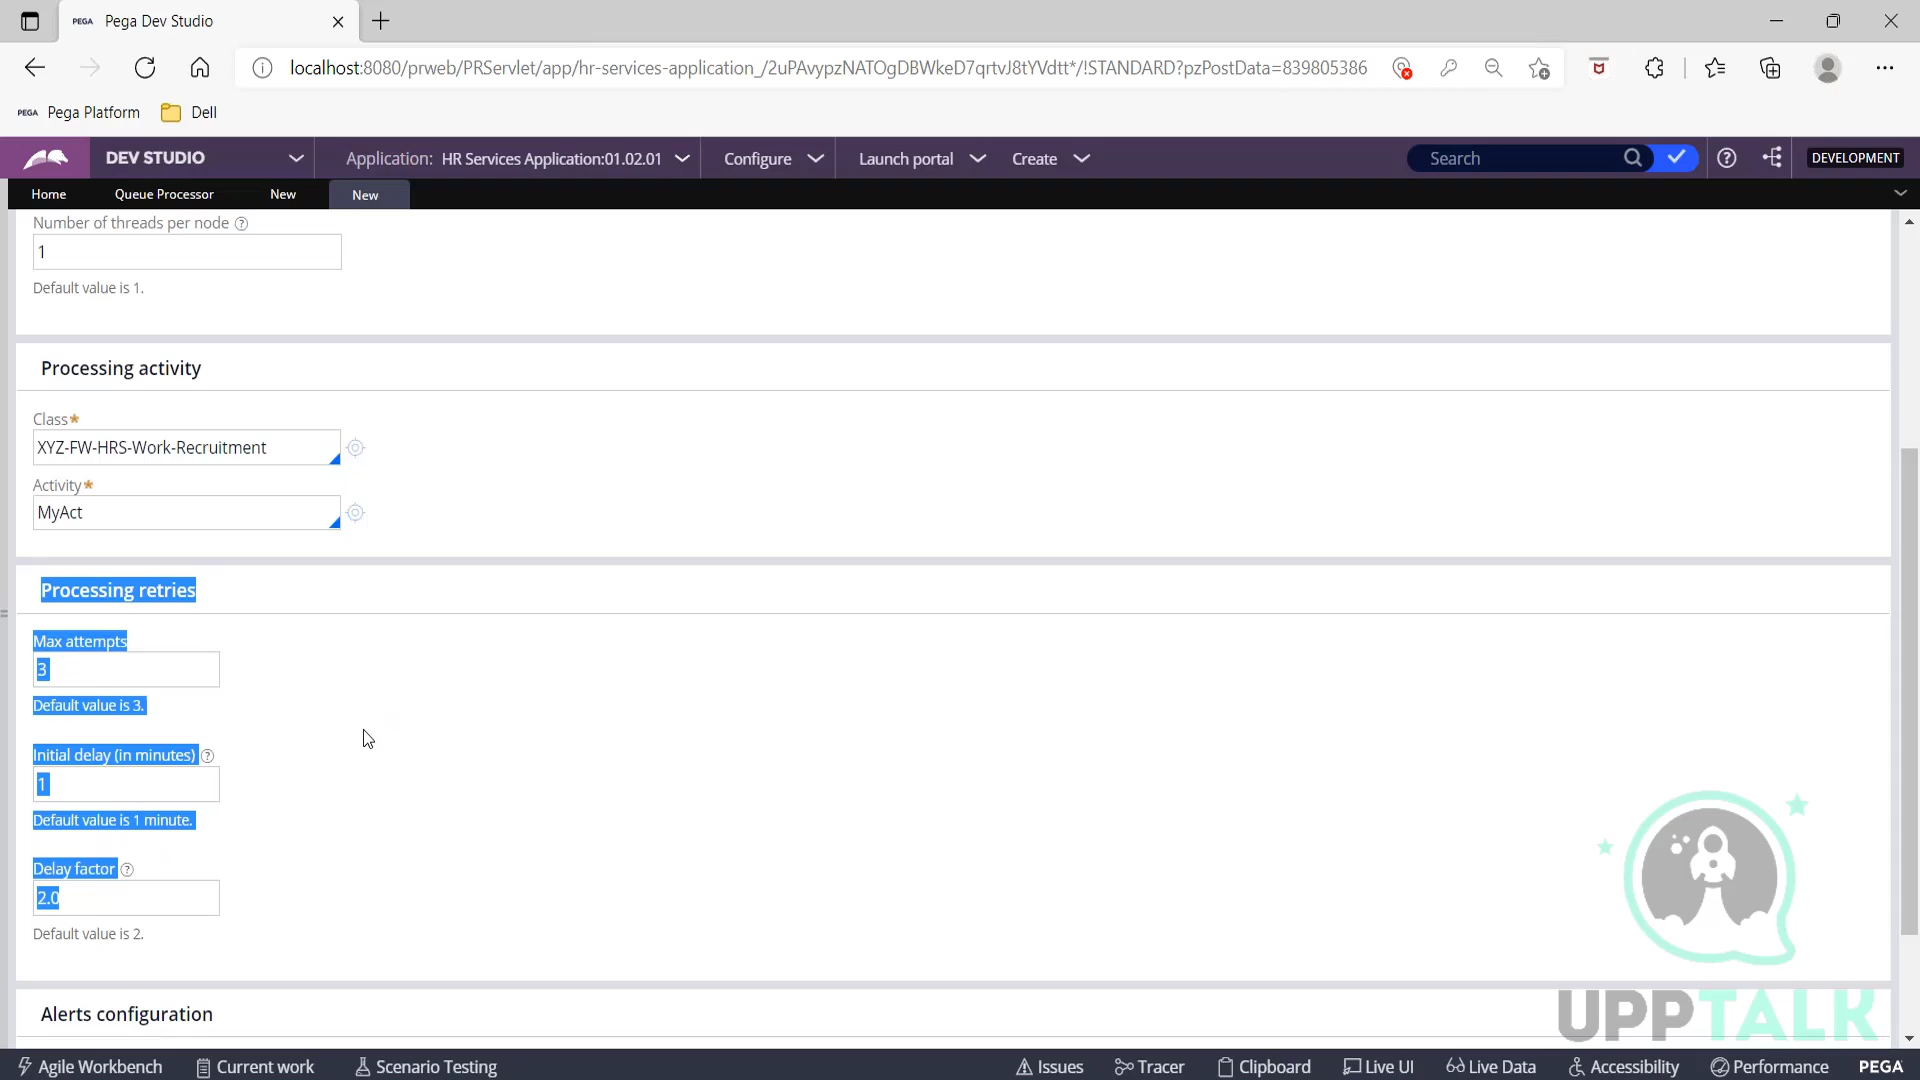 PEGA Pega Dev Studio
localhost:8080/prweb/PRServlet/app/hr-services-application_/2uPAvypzNATOgDBWkeD7qrtvJ8tYVdtt*/!STANDARD?pzPostData=839805386
PEGA Pega Platform Dell
DEV STUDIO Application: HR Services Application:01.02.01 Configure Launch portal Create Search DEVELOPMENT
Home Queue Processor New New
Number of threads per node
1
Default value is 1.
Processing activity
Class*
XYZ-FW-HRS-Work-Recruitment
Activity*
MyAct
Processing retries
Max attempts
3
Default value is 3.
Initial delay (in minutes)
1
Default value is 1 minute.
Delay factor
2.0
Default value is 2.
Alerts configuration
UPPTALK
Agile Workbench Current work Scenario Testing Issues Tracer Clipboard Live UI Live Data Accessibility Performance PEGA